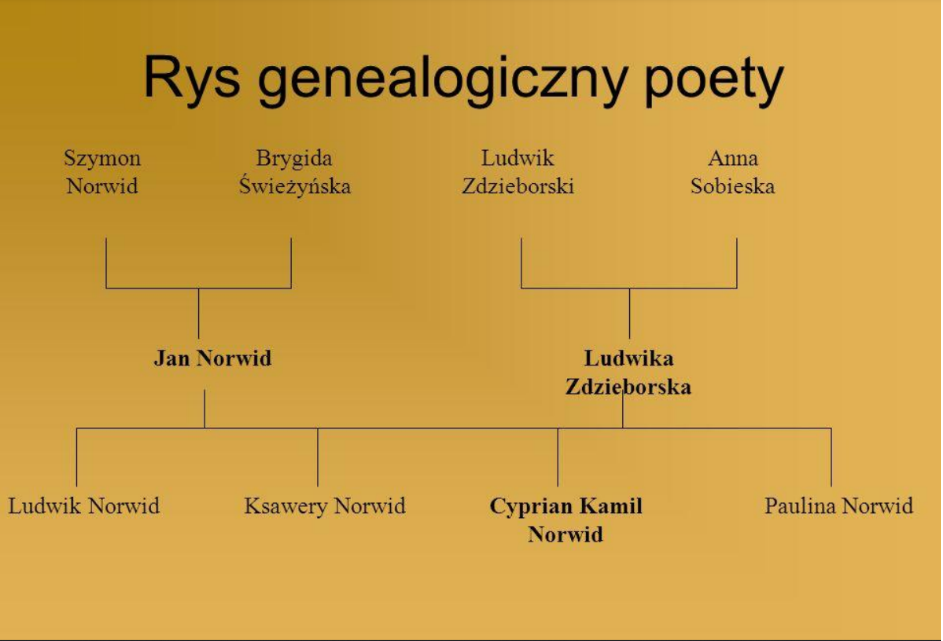 Rys genealogiczny poety
Szymon
Norwid
Brygida
Świeżyńska
Ludwik
Zdzieborski
Anna
Sobieska
Jan Norwid
Ludwika
Zdzieborska
Ludwik Norwid
Ksawery Norwid
Cyprian Kamil
Norwid
Paulina Norwid